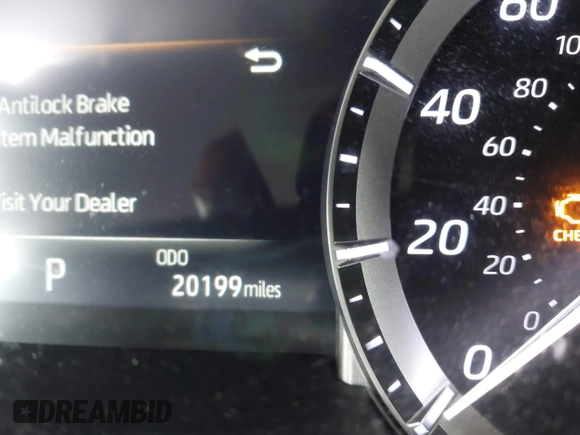 Antilock Brake
tem Malfunction
isit Your Dealer
P
ODO
20199 miles
60
40
20
0
10
80
60
40
20
0
CHE
DREAMBID